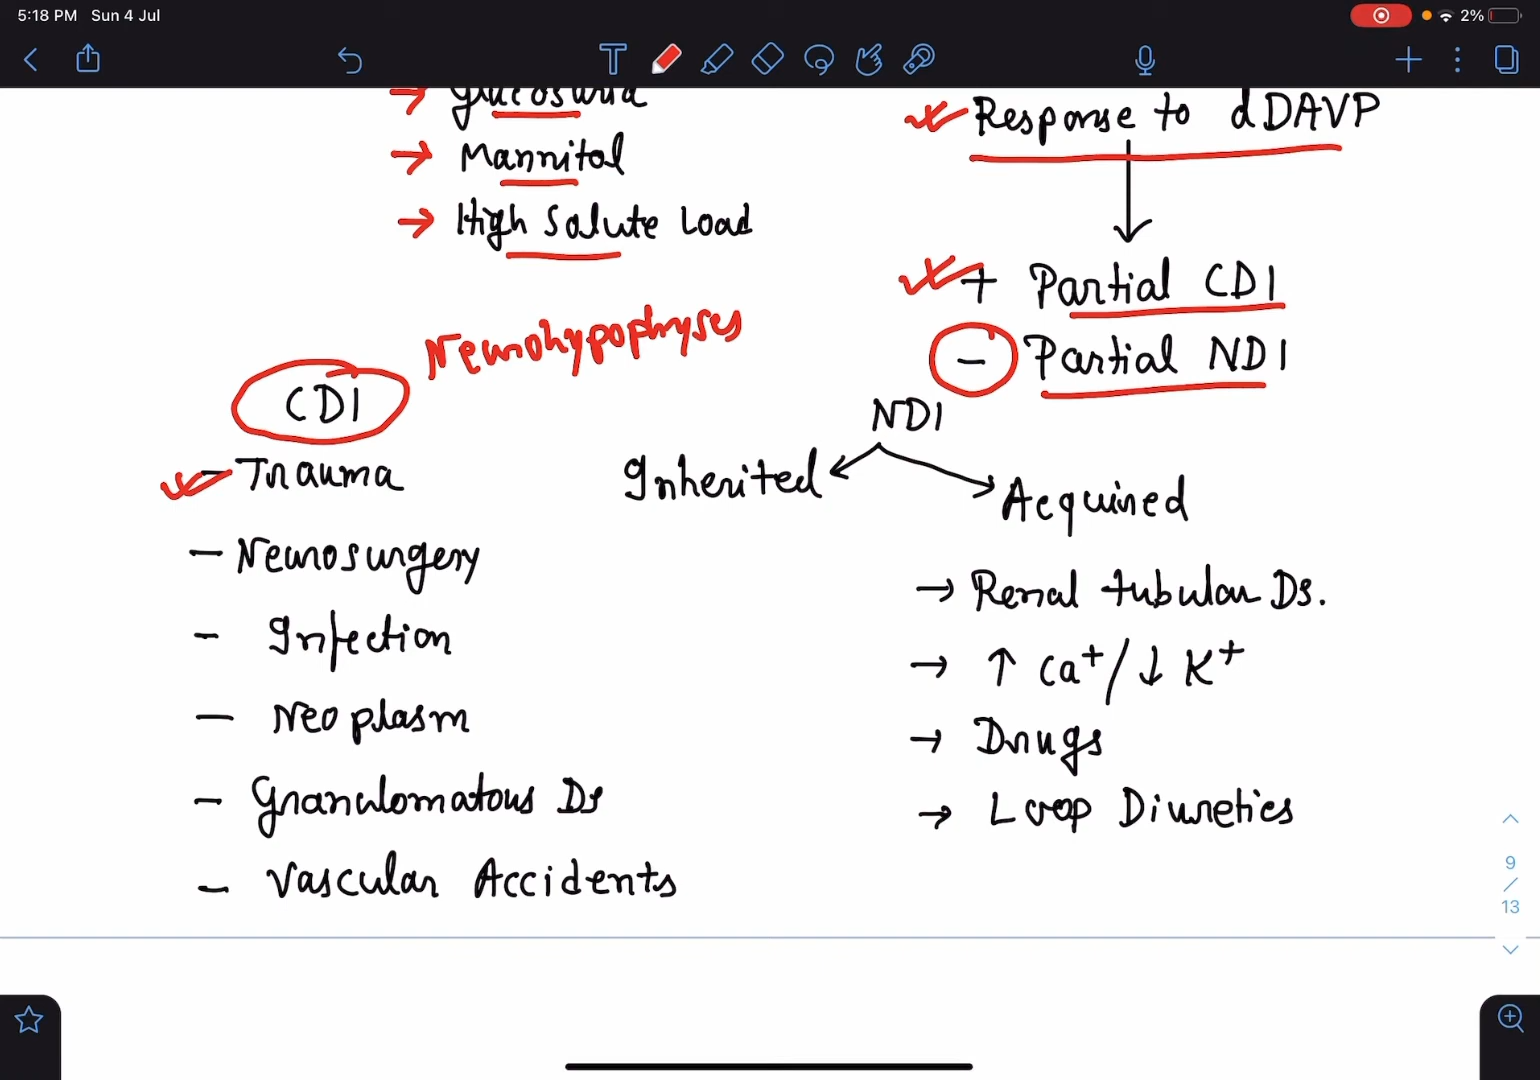 5:18 PM Sun 4 Jul
2%
T
→ Glucosuria
→ Mannitol
→ High Solute Load
Response to dDAVP
+ Partial CDI
- Partial NDI
Neurohypophyses
CDI
- Trauma
- Neurosurgery
- Infection
- Neoplasm
- Granulomatous Ds
- Vascular Accidents
NDI
Inherited
Acquired
→ Renal tubular Ds.
→ ↑ Ca+/↓ K+
→ Drugs
→ Loop Diuretics
9
/
13